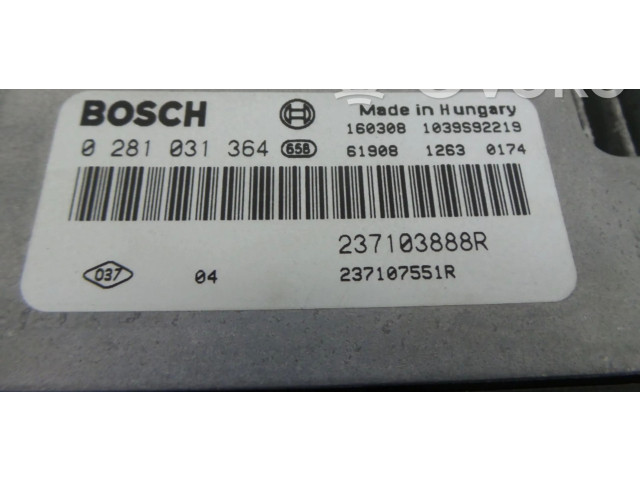 BOSCH
Made in Hungary
160308 1039S92219
0 281 031 364 658
61908 1263 0174
237103888R
037 04 237107551R